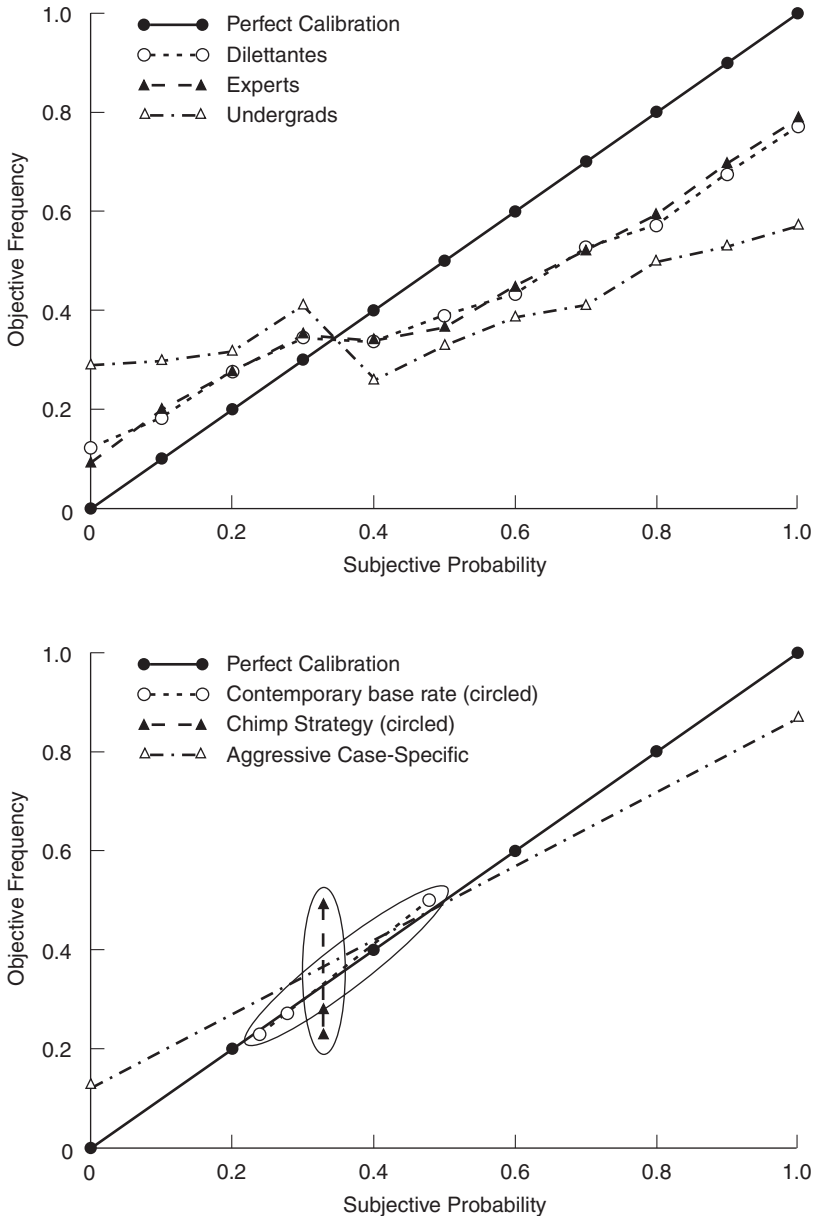 1.0
Perfect Calibration
Dilettantes
Experts
Undergrads
0.8
0.6
0.4
0.2
0
Objective Frequency
0 0.2 0.4 0.6 0.8 1.0
Subjective Probability
1.0
Perfect Calibration
Contemporary base rate (circled)
Chimp Strategy (circled)
Aggressive Case-Specific
0.8
0.6
0.4
0.2
0
Objective Frequency
0 0.2 0.4 0.6 0.8 1.0
Subjective Probability